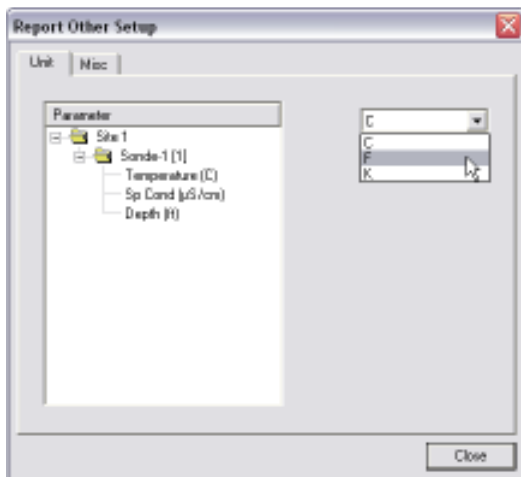 Report Other Setup
Unit
Misc
Parameter
Site 1
Sonde-1 [1]
Temperature (C)
Sp Cond (µS/cm)
Depth (ft)
C
C
F
K
Close